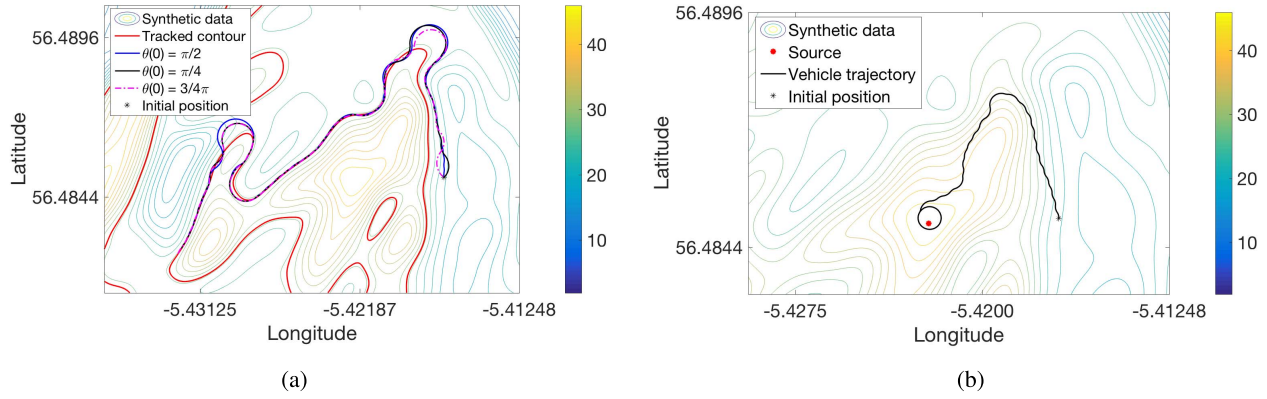 Synthetic data
Tracked contour
θ(0) = π/2
θ(0) = π/4
θ(0) = 3/4π
Initial position
56.4896
56.4844
Latitude
-5.43125
-5.42187
-5.41248
Longitude
40
30
20
10
(a)
Synthetic data
Source
Vehicle trajectory
Initial position
56.4896
56.4844
Latitude
-5.4275
-5.4200
-5.41248
Longitude
40
30
20
10
(b)